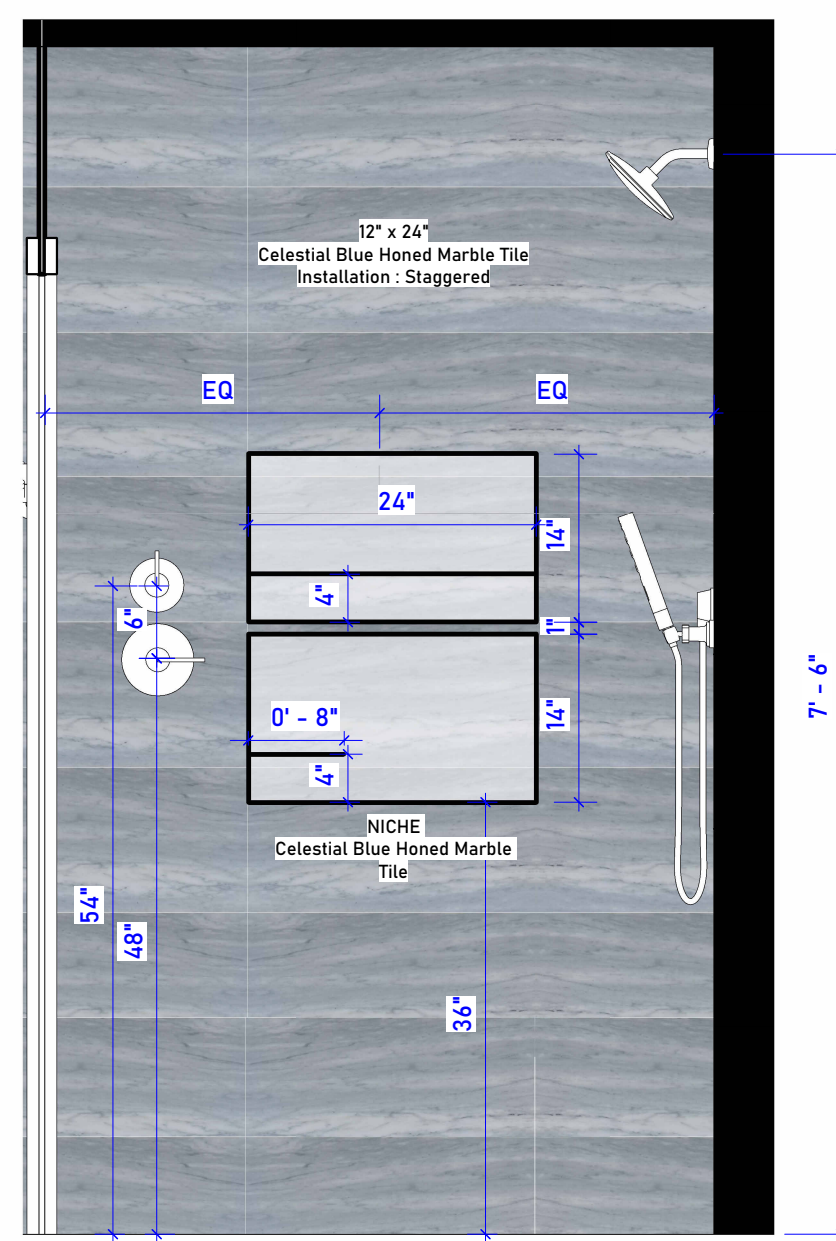 12" x 24"
Celestial Blue Honed Marble Tile
Installation : Staggered
EQ
EQ
24"
14"
4"
6"
1"
7' - 6"
0' - 8"
14"
4"
NICHE
Celestial Blue Honed Marble
Tile
54"
48"
36"